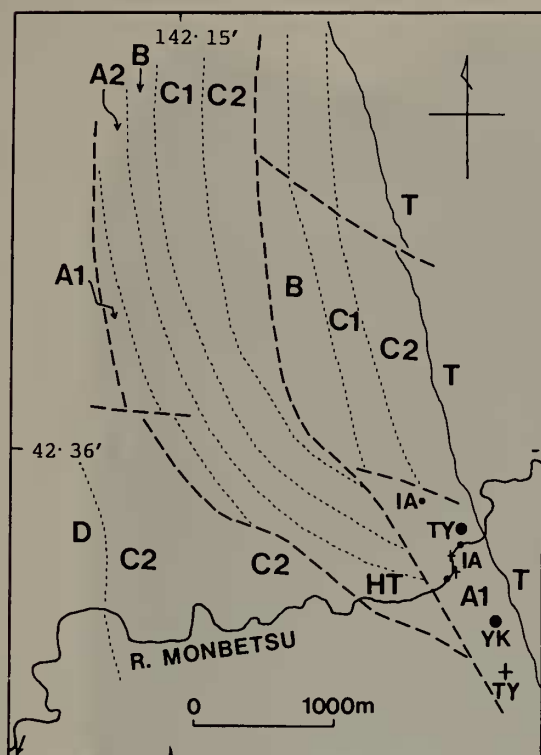 142° 15′
B
A2
C1 C2
T
A1
B
C1
C2
T
42° 36′
IA
D
TY
C2
C2
IA
HT
A1
T
YK
R. MONBETSU
TY
0 1000m